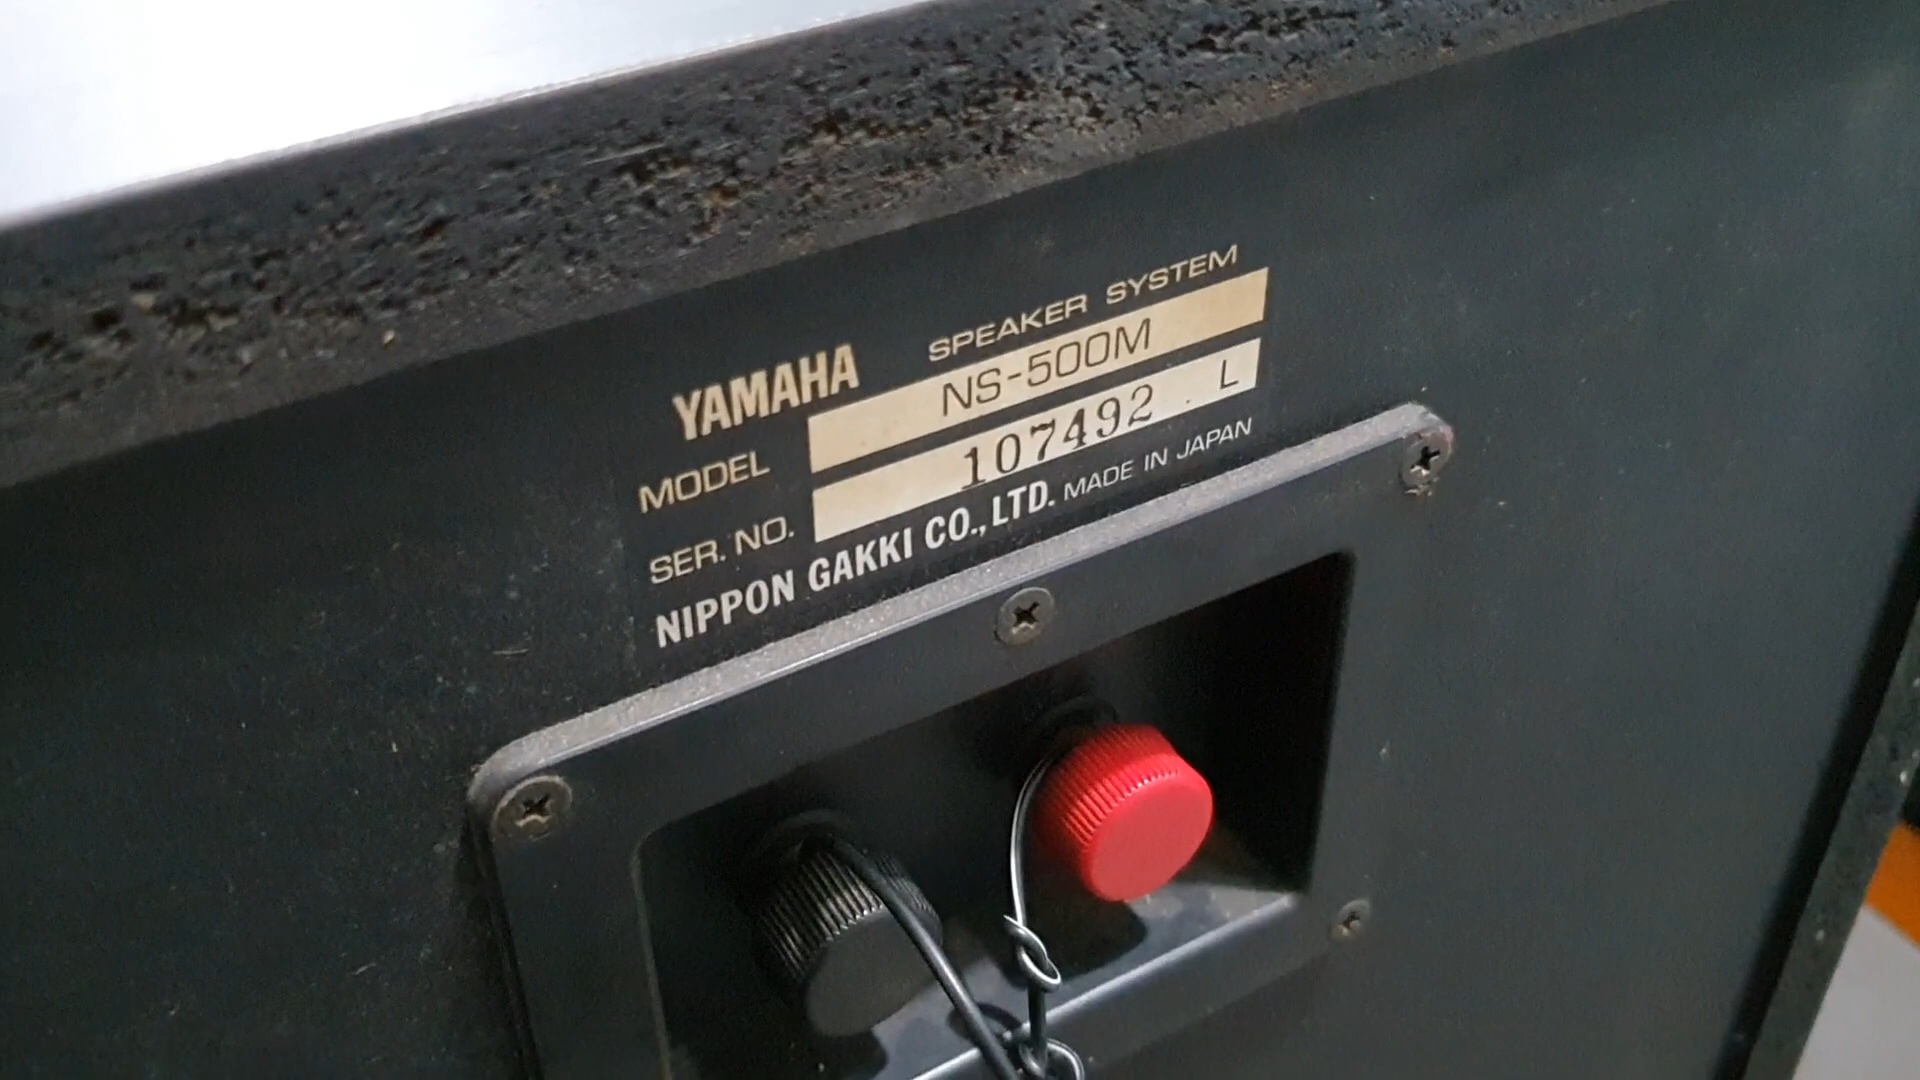 YAMAHA SPEAKER SYSTEM
MODEL NS-500M
SER. NO. 107492 L
NIPPON GAKKI CO., LTD. MADE IN JAPAN